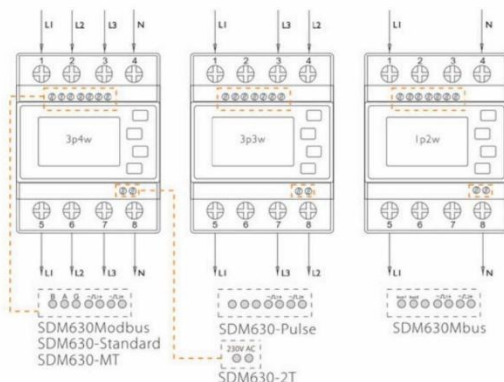 L1 L2 L3 N L1 L3 L2 L1 N
1 2 3 4 1 2 3 4 1 2 3 4
3p4w 3p3w 1p2w
5 6 7 8 5 6 7 8 5 6 7 8
L1 L2 L3 N L1 L3 L2 L1 N
B A G
SDM630Modbus
SDM630-Standard
SDM630-MT
SDM630-Pulse
230V AC
SDM630-2T
SDM630Mbus